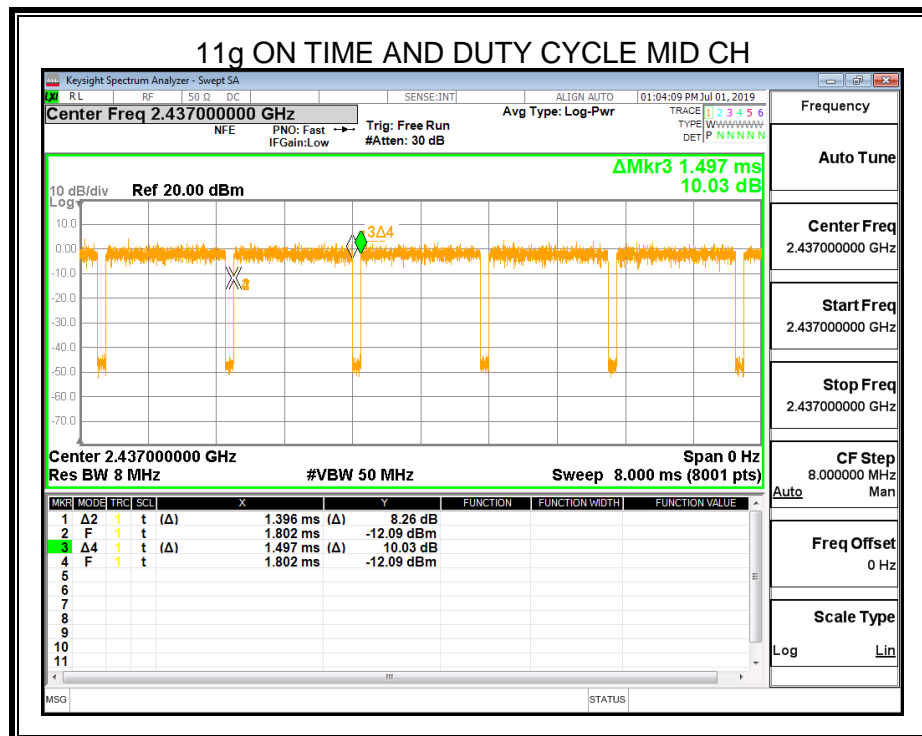 11g ON TIME AND DUTY CYCLE MID CH
Keysight Spectrum Analyzer - Swept SA
LXI RL RF 50 Ω DC SENSE:INT ALIGN AUTO 01:04:09 PM Jul 01, 2019
Center Freq 2.437000000 GHz
NFE PNO: Fast Trig: Free Run Avg Type: Log-Pwr TRACE 1 2 3 4 5 6
IFGain:Low #Atten: 30 dB TYPE WWWWWWW
DET P N N N N N
ΔMkr3 1.497 ms
10.03 dB
10 dB/div Ref 20.00 dBm
Log
10.0
0.00
-10.0
-20.0
-30.0
-40.0
-50.0
-60.0
-70.0
3Δ4
2
Center 2.437000000 GHz Span 0 Hz
Res BW 8 MHz #VBW 50 MHz Sweep 8.000 ms (8001 pts)
MKR MODE TRC SCL X Y FUNCTION FUNCTION WIDTH FUNCTION VALUE
1 Δ2 1 t (Δ) 1.396 ms (Δ) 8.26 dB
2 F 1 t 1.802 ms -12.09 dBm
3 Δ4 1 t (Δ) 1.497 ms (Δ) 10.03 dB
4 F 1 t 1.802 ms -12.09 dBm
5
6
7
8
9
10
11
MSG STATUS
Frequency
Auto Tune
Center Freq
2.437000000 GHz
Start Freq
2.437000000 GHz
Stop Freq
2.437000000 GHz
CF Step
8.000000 MHz
Auto Man
Freq Offset
0 Hz
Scale Type
Log Lin